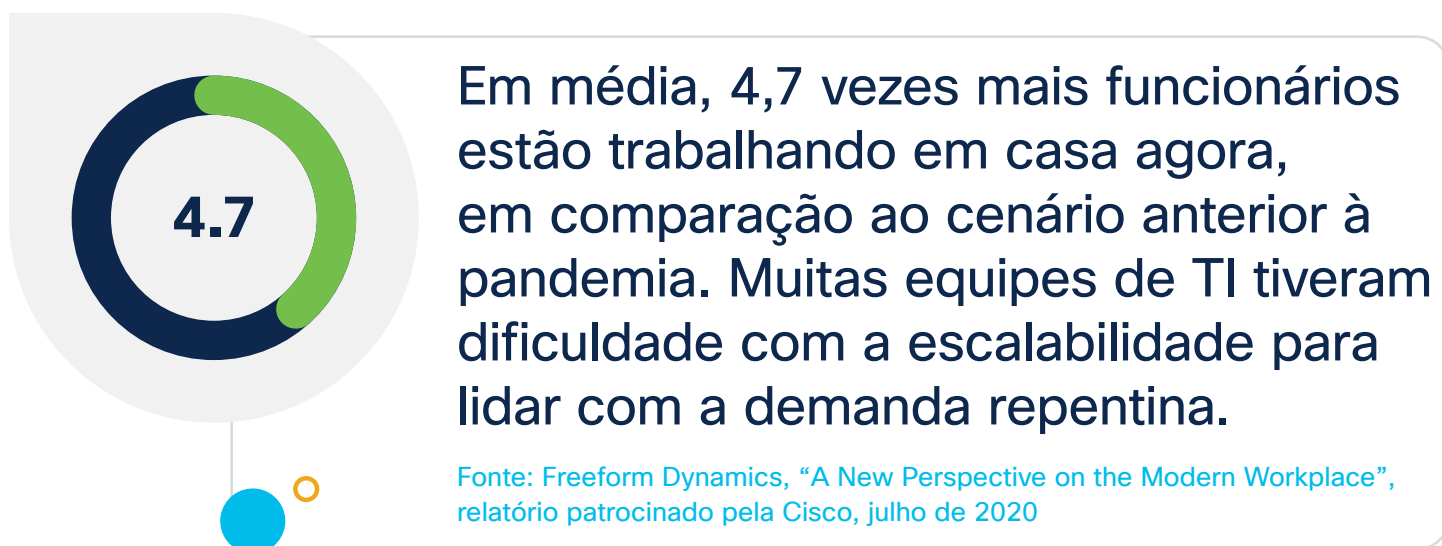 4.7
Em média, 4,7 vezes mais funcionários
estão trabalhando em casa agora,
em comparação ao cenário anterior à
pandemia. Muitas equipes de TI tiveram
dificuldade com a escalabilidade para
lidar com a demanda repentina.
Fonte: Freeform Dynamics, “A New Perspective on the Modern Workplace”,
relatório patrocinado pela Cisco, julho de 2020